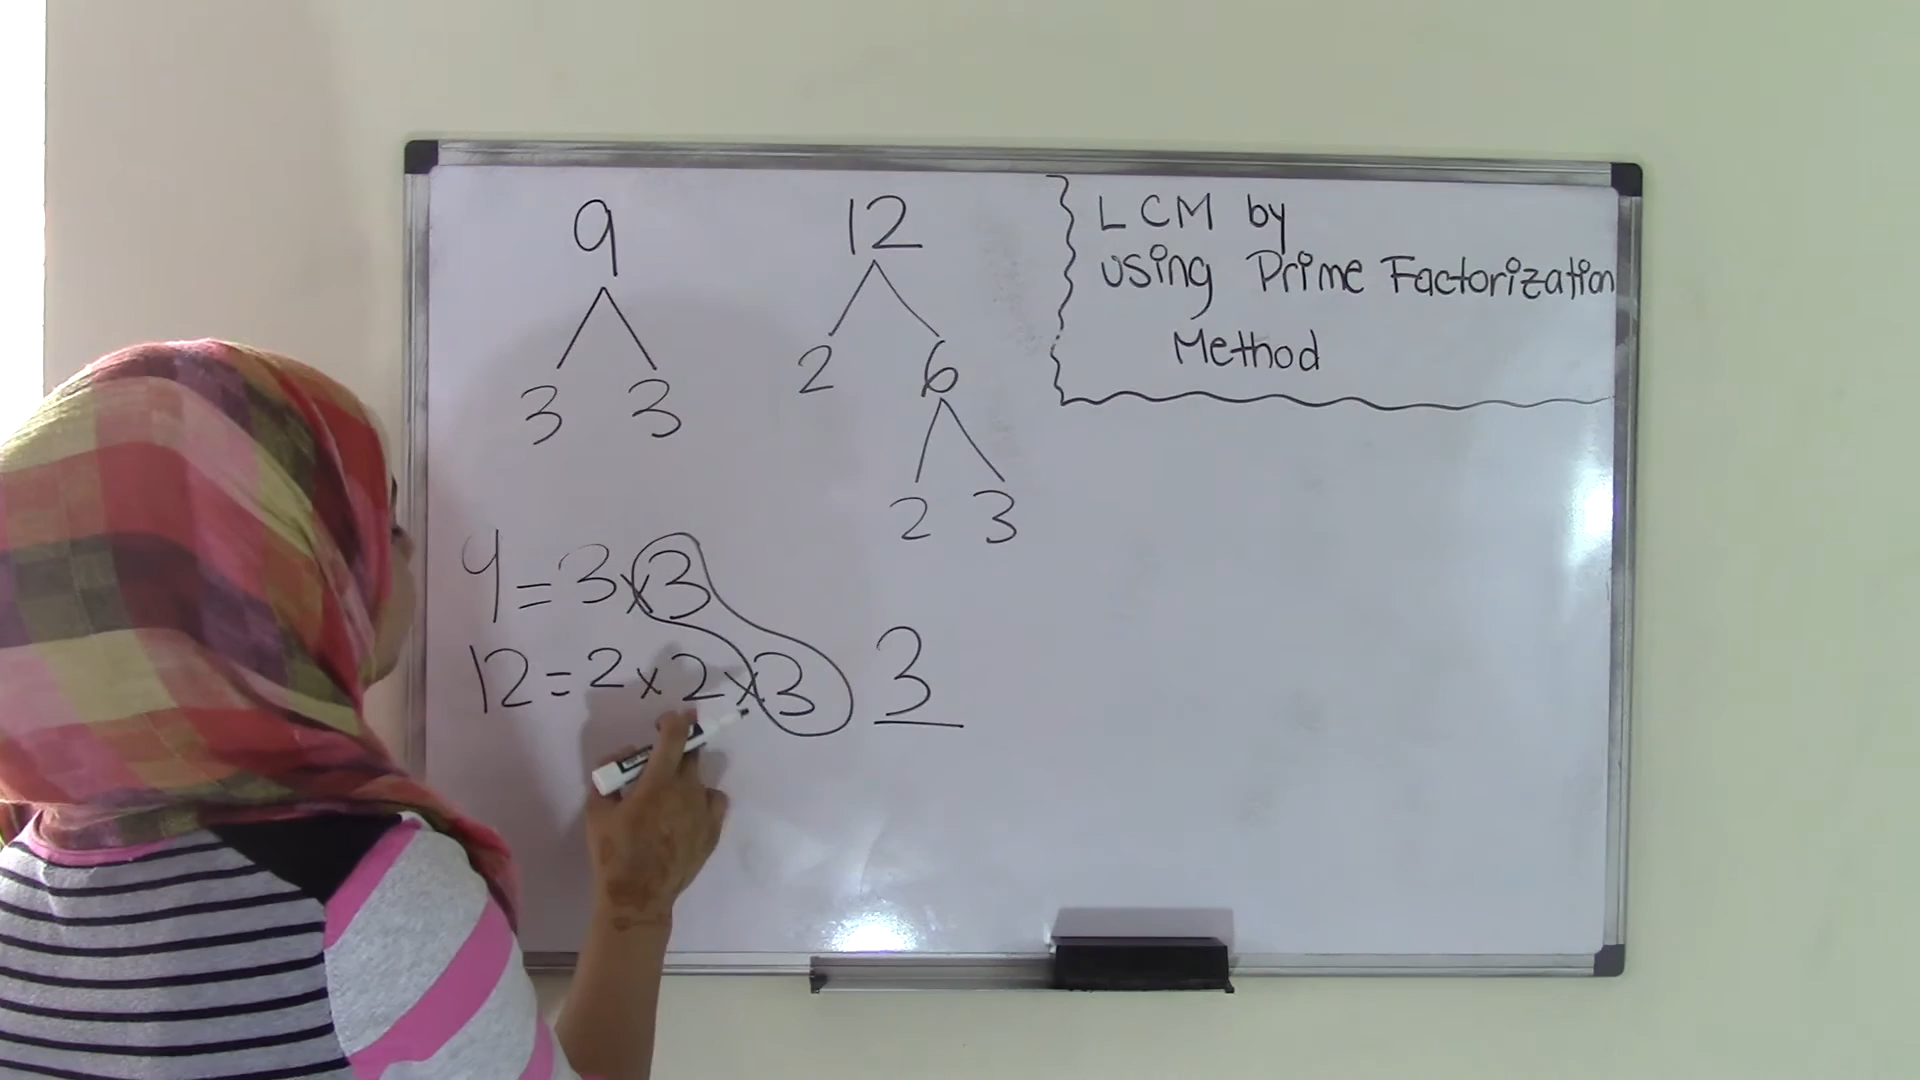 9
3 3
12
2 6
2 3
LCM by
using Prime Factorization
Method
9=3x3
12=2x2x3
3